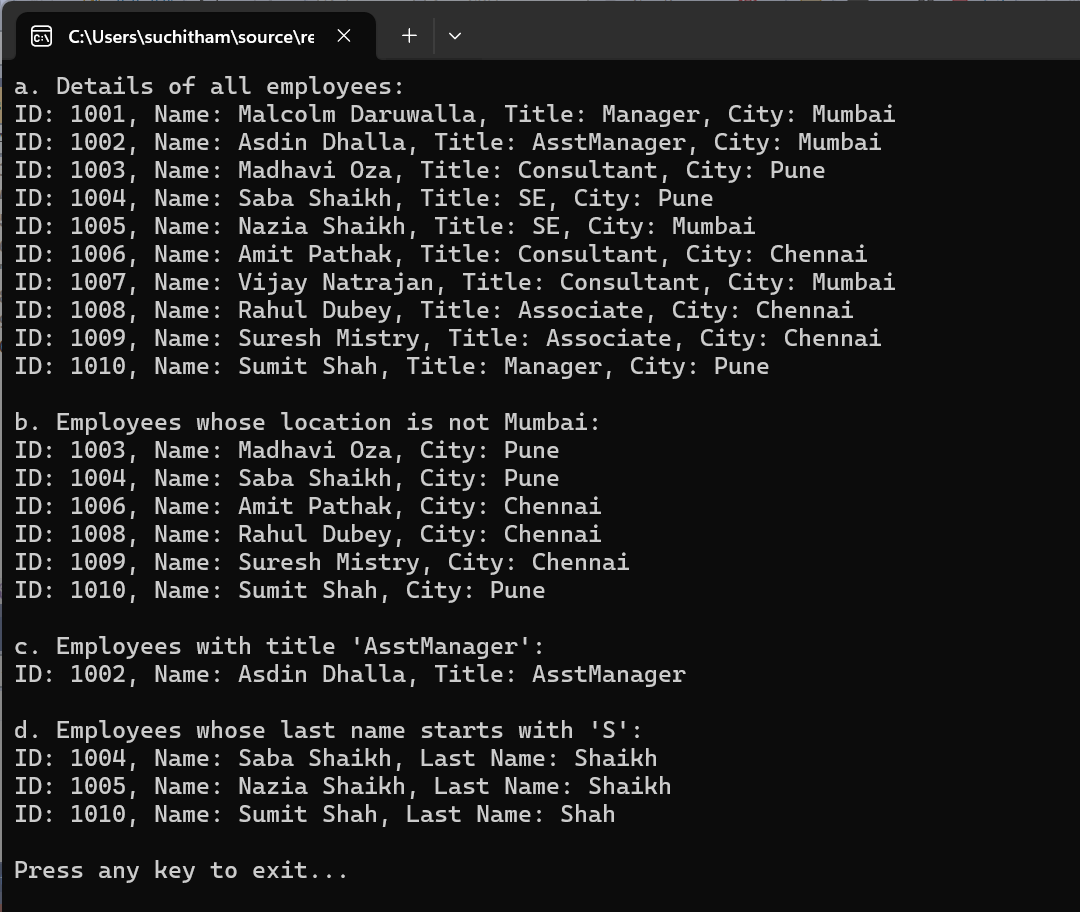 C:\Users\suchitham\source\re
a. Details of all employees:
ID: 1001, Name: Malcolm Daruwalla, Title: Manager, City: Mumbai
ID: 1002, Name: Asdin Dhalla, Title: AsstManager, City: Mumbai
ID: 1003, Name: Madhavi Oza, Title: Consultant, City: Pune
ID: 1004, Name: Saba Shaikh, Title: SE, City: Pune
ID: 1005, Name: Nazia Shaikh, Title: SE, City: Mumbai
ID: 1006, Name: Amit Pathak, Title: Consultant, City: Chennai
ID: 1007, Name: Vijay Natrajan, Title: Consultant, City: Mumbai
ID: 1008, Name: Rahul Dubey, Title: Associate, City: Chennai
ID: 1009, Name: Suresh Mistry, Title: Associate, City: Chennai
ID: 1010, Name: Sumit Shah, Title: Manager, City: Pune
b. Employees whose location is not Mumbai:
ID: 1003, Name: Madhavi Oza, City: Pune
ID: 1004, Name: Saba Shaikh, City: Pune
ID: 1006, Name: Amit Pathak, City: Chennai
ID: 1008, Name: Rahul Dubey, City: Chennai
ID: 1009, Name: Suresh Mistry, City: Chennai
ID: 1010, Name: Sumit Shah, City: Pune
c. Employees with title 'AsstManager':
ID: 1002, Name: Asdin Dhalla, Title: AsstManager
d. Employees whose last name starts with 'S':
ID: 1004, Name: Saba Shaikh, Last Name: Shaikh
ID: 1005, Name: Nazia Shaikh, Last Name: Shaikh
ID: 1010, Name: Sumit Shah, Last Name: Shah
Press any key to exit...